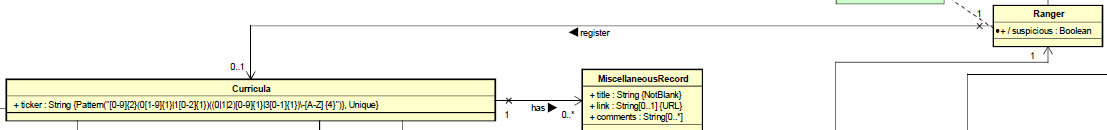 1
Ranger
+ / suspicious : Boolean
register
0..1
1
Curricula
+ ticker : String {Pattern("[0-9]{2}(0[1-9]{1}|1[0-2]{1})((0|1|2)[0-9]{1}|3[0-1]{1})\-[A-Z] {4}")}, Unique}
1
has
0..*
MiscellaneousRecord
+ title : String {NotBlank}
+ link : String[0..1] {URL}
+ comments : String[0..*]